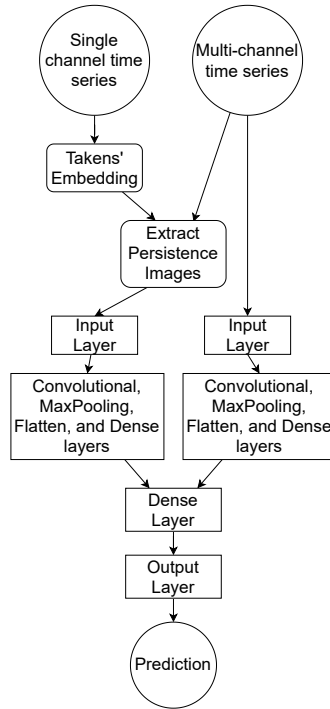 Single
channel time
series
Multi-channel
time series
Takens'
Embedding
Extract
Persistence
Images
Input
Layer
Input
Layer
Convolutional,
MaxPooling,
Flatten, and Dense
layers
Convolutional,
MaxPooling,
Flatten, and Dense
layers
Dense
Layer
Output
Layer
Prediction